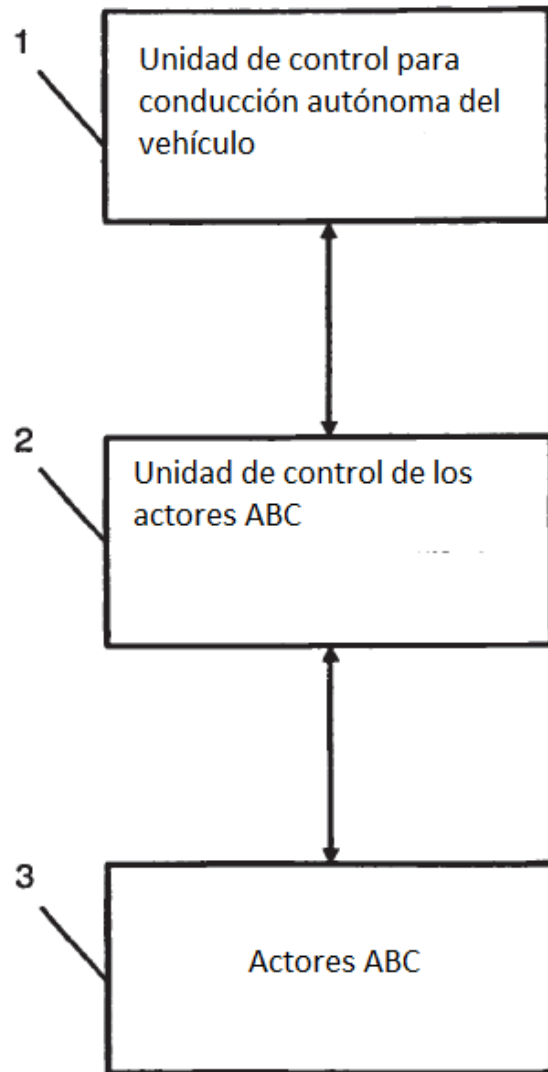 1
Unidad de control para
conducción autónoma del
vehículo
2
Unidad de control de los
actores ABC
3
Actores ABC